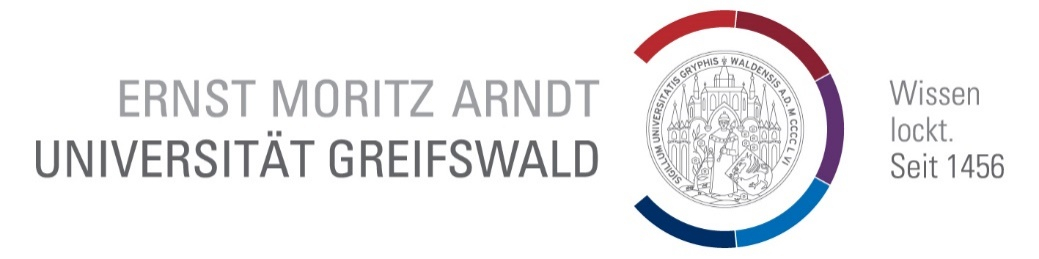 ERNST MORITZ ARNDT
UNIVERSITÄT GREIFSWALD
SIGILLUM UNIVERSITATIS GRYPHIS WALDENSIS A.D. M CCCC L VI
Wissen
lockt.
Seit 1456